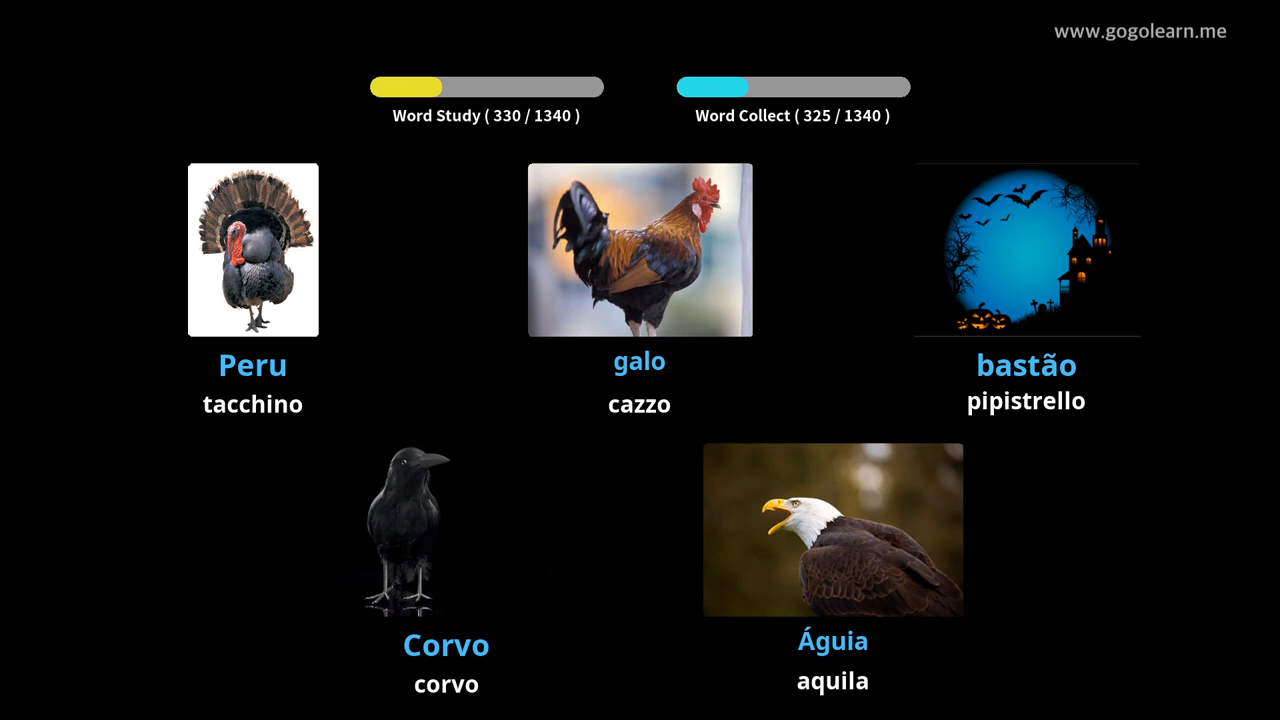 www.gogolearn.me
Word Study ( 330 / 1340 )
Word Collect ( 325 / 1340 )
Peru
tacchino
galo
cazzo
bastão
pipistrello
Corvo
corvo
Águia
aquila